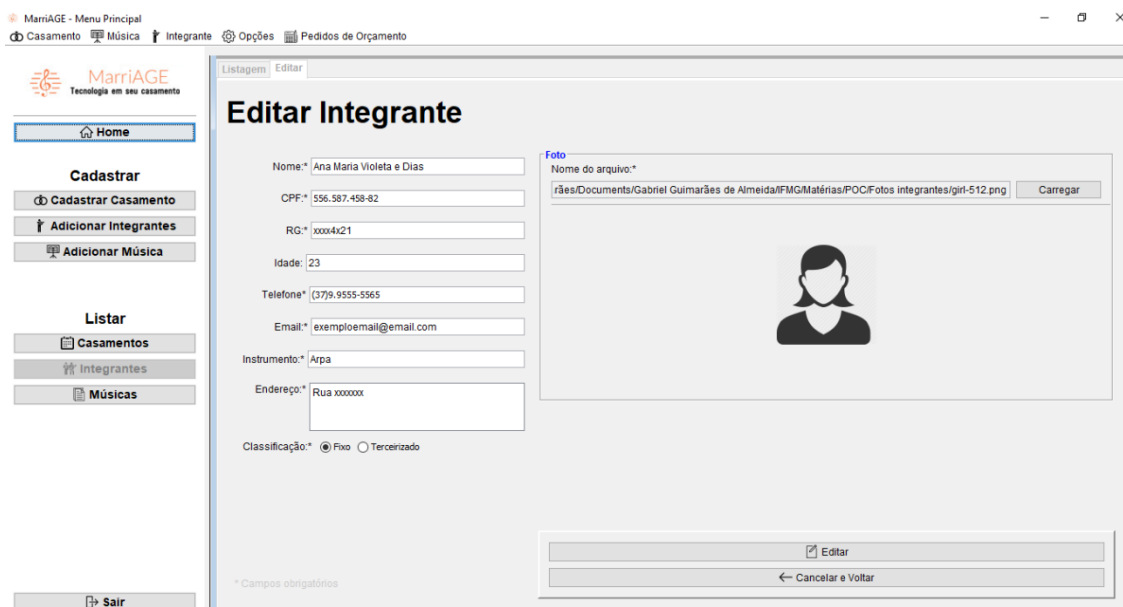 MarriAGE - Menu Principal
Casamento Música Integrante Opções Pedidos de Orçamento
MarriAGE
Tecnologia em seu casamento
Home
Cadastrar
Cadastrar Casamento
Adicionar Integrantes
Adicionar Música
Listar
Casamentos
Integrantes
Músicas
Sair
Listagem Editar
Editar Integrante
Nome:* Ana Maria Violeta e Dias
CPF:* 556.587.458-82
RG:* xxxx4x21
Idade: 23
Telefone* (37)9.9555-5565
Email:* exemploemail@email.com
Instrumento:* Arpa
Endereço:* Rua xxxxxxx
Classificação:* Fixo Terceirizado
* Campos obrigatórios
Foto
Nome do arquivo:*
rães/Documents/Gabriel Guimarães de Almeida/IFMG/Matérias/POC/Fotos integrantes/girl-512.png Carregar
Editar
Cancelar e Voltar